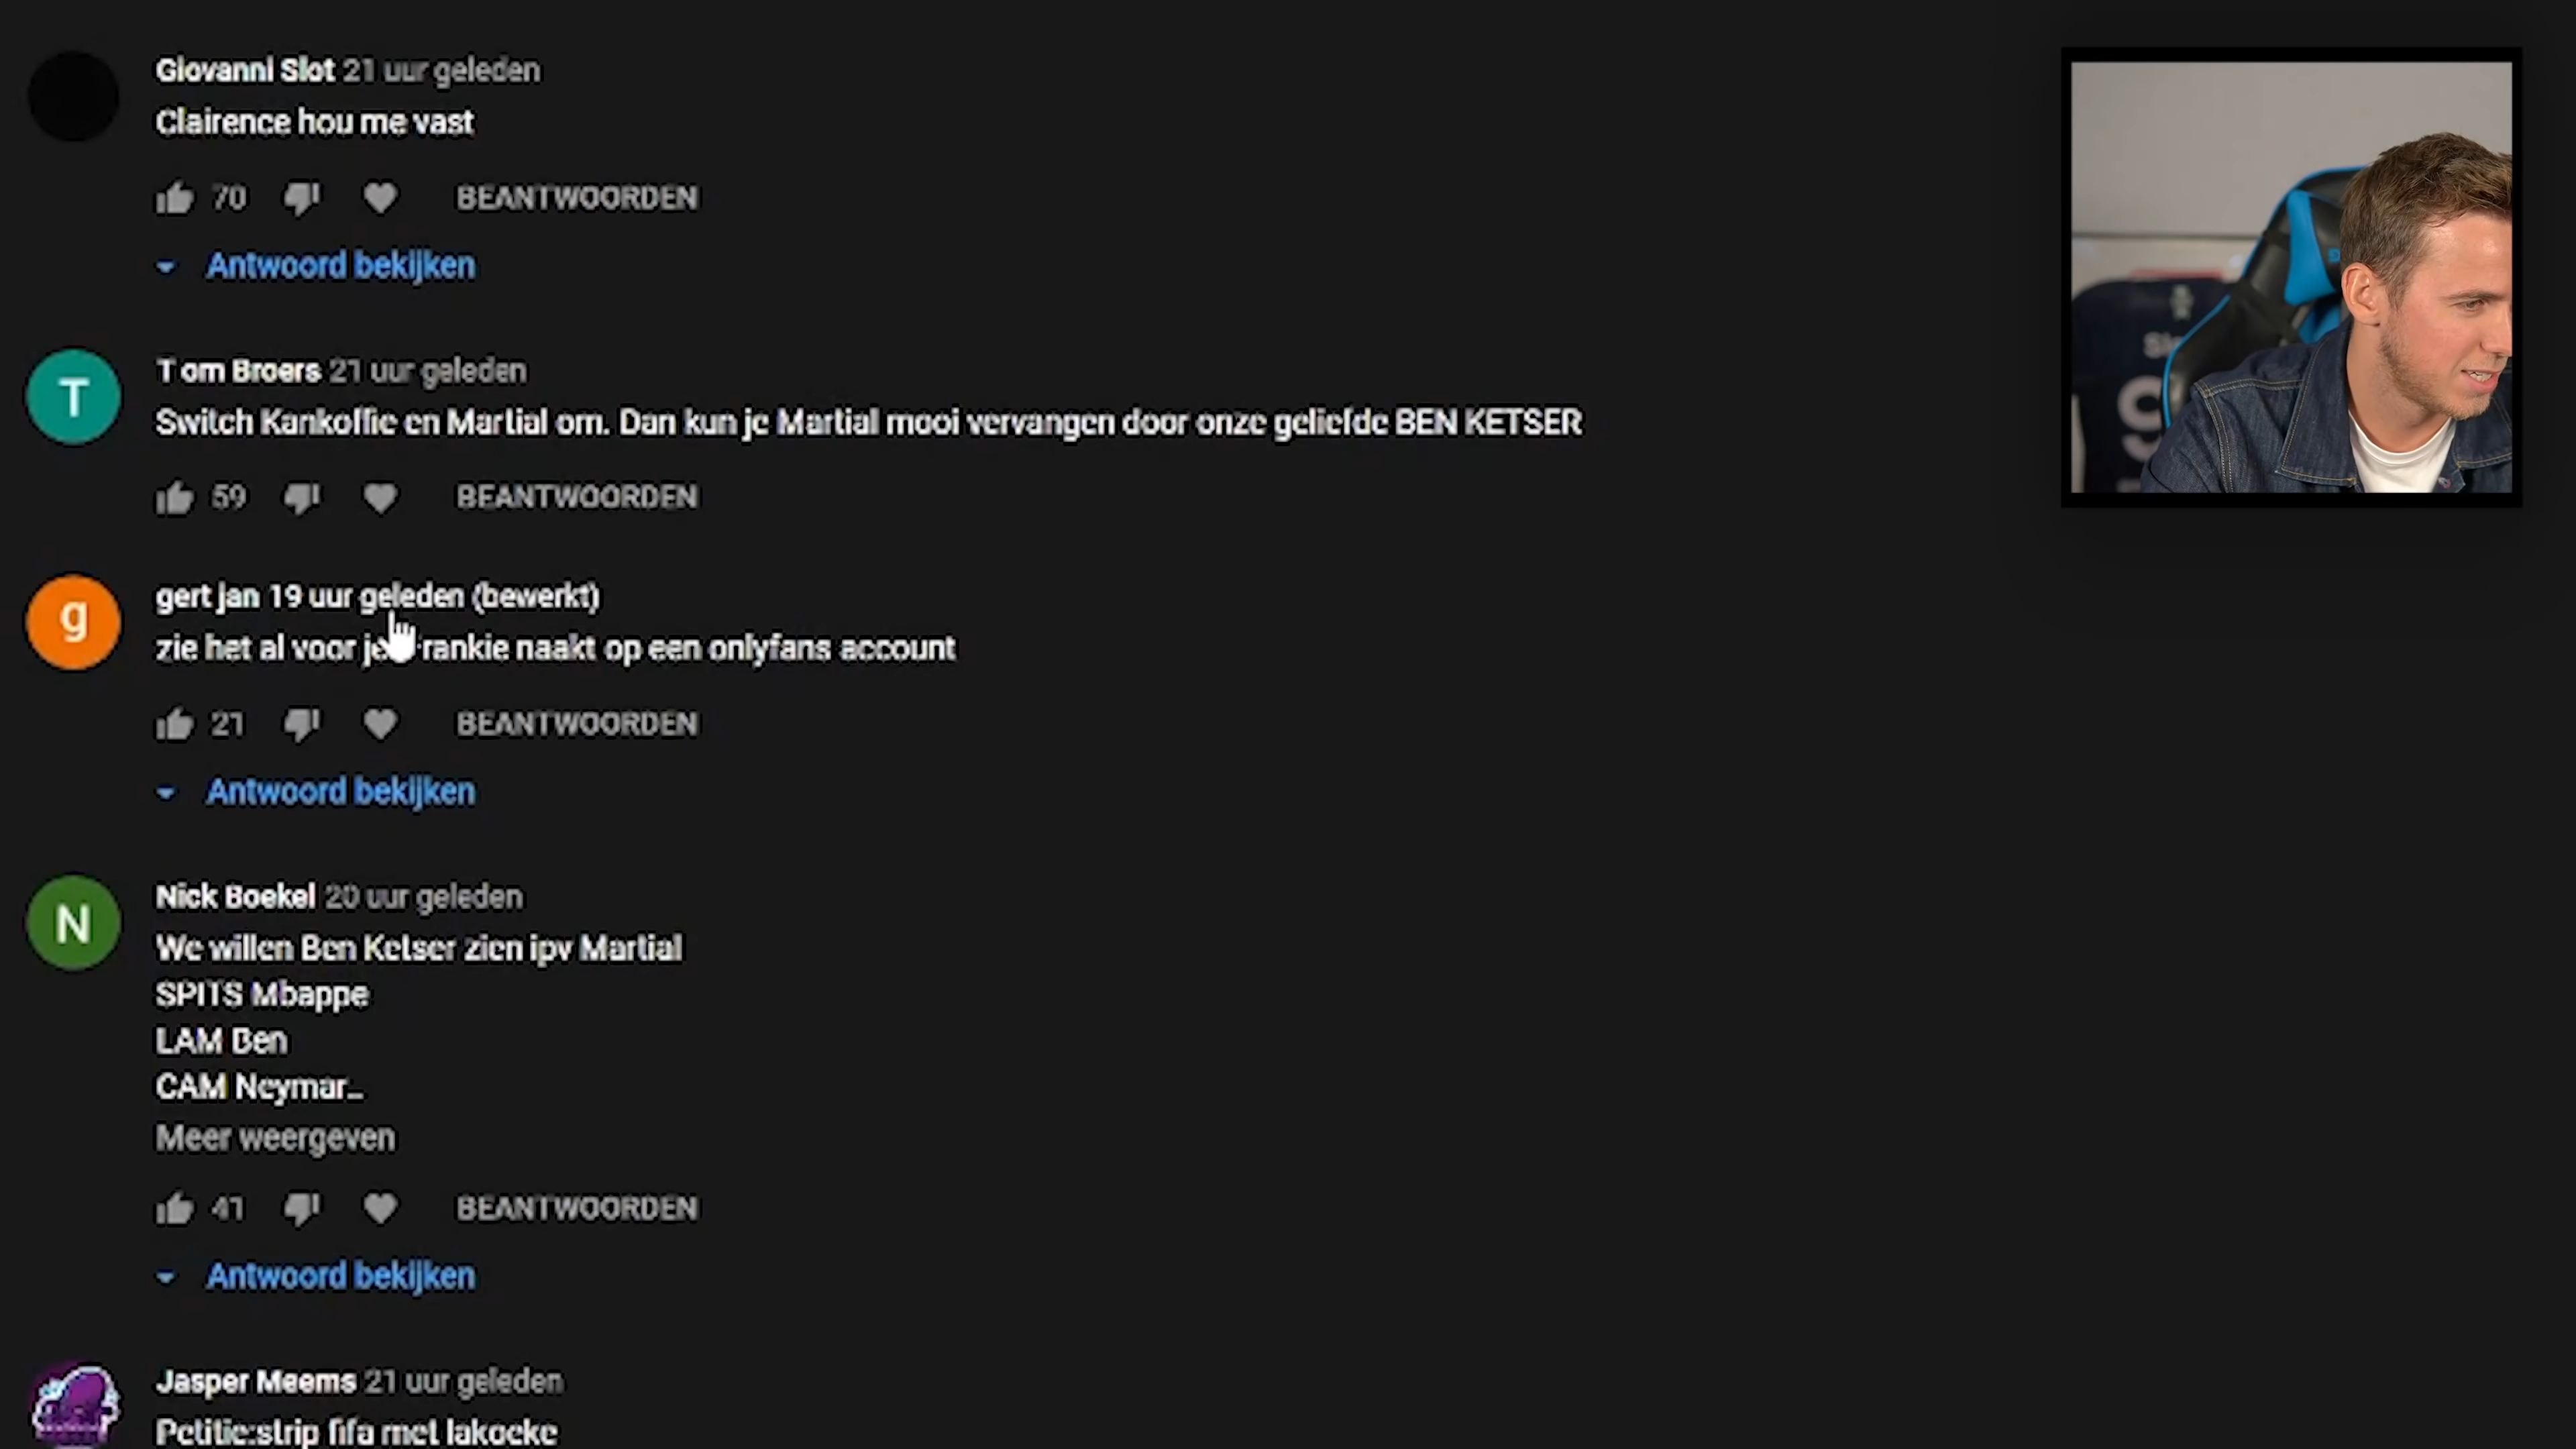 Giovanni Slot 21 uur geleden
Clairence hou me vast
70 BEANTWOORDEN
Antwoord bekijken
T Tom Broers 21 uur geleden
Switch Kankoffie en Martial om. Dan kun je Martial mooi vervangen door onze geliefde BEN KETSER
59 BEANTWOORDEN
g gert jan 19 uur geleden (bewerkt)
zie het al voor je rankie naakt op een onlyfans account
21 BEANTWOORDEN
Antwoord bekijken
N Nick Boekel 20 uur geleden
We willen Ben Ketser zien ipv Martial
SPITS Mbappe
LAM Ben
CAM Neymar...
Meer weergeven
41 BEANTWOORDEN
Antwoord bekijken
Jasper Meems 21 uur geleden
Petitie:strip fifa met lakoeke